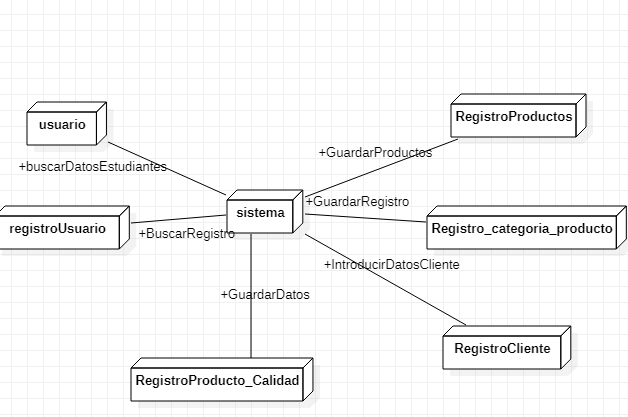 RegistroProductos
usuario
+GuardarProductos
+buscarDatosEstudiantes
+GuardarRegistro
sistema
registroUsuario
+BuscarRegistro
Registro_categoria_producto
+IntroducirDatosCliente
+GuardarDatos
RegistroCliente
RegistroProducto_Calidad